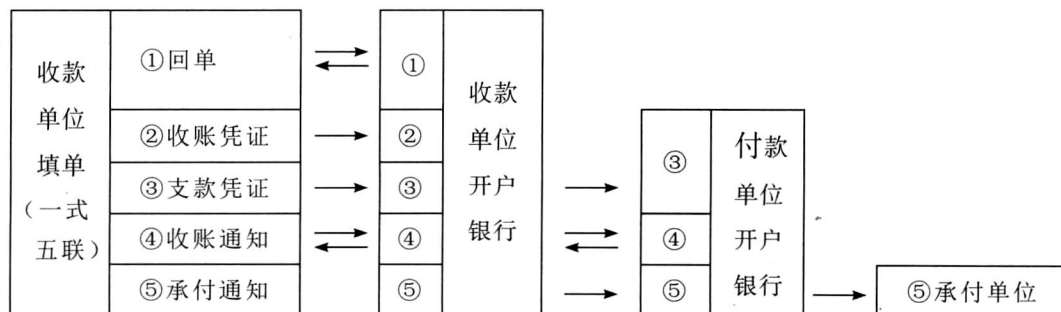 收款
单位
填单
（一式
五联）
①回单
②收账凭证
③支款凭证
④收账通知
⑤承付通知
①
②
③
④
⑤
收款
单位
开户
银行
③
④
⑤
付款
单位
开户
银行
⑤承付单位